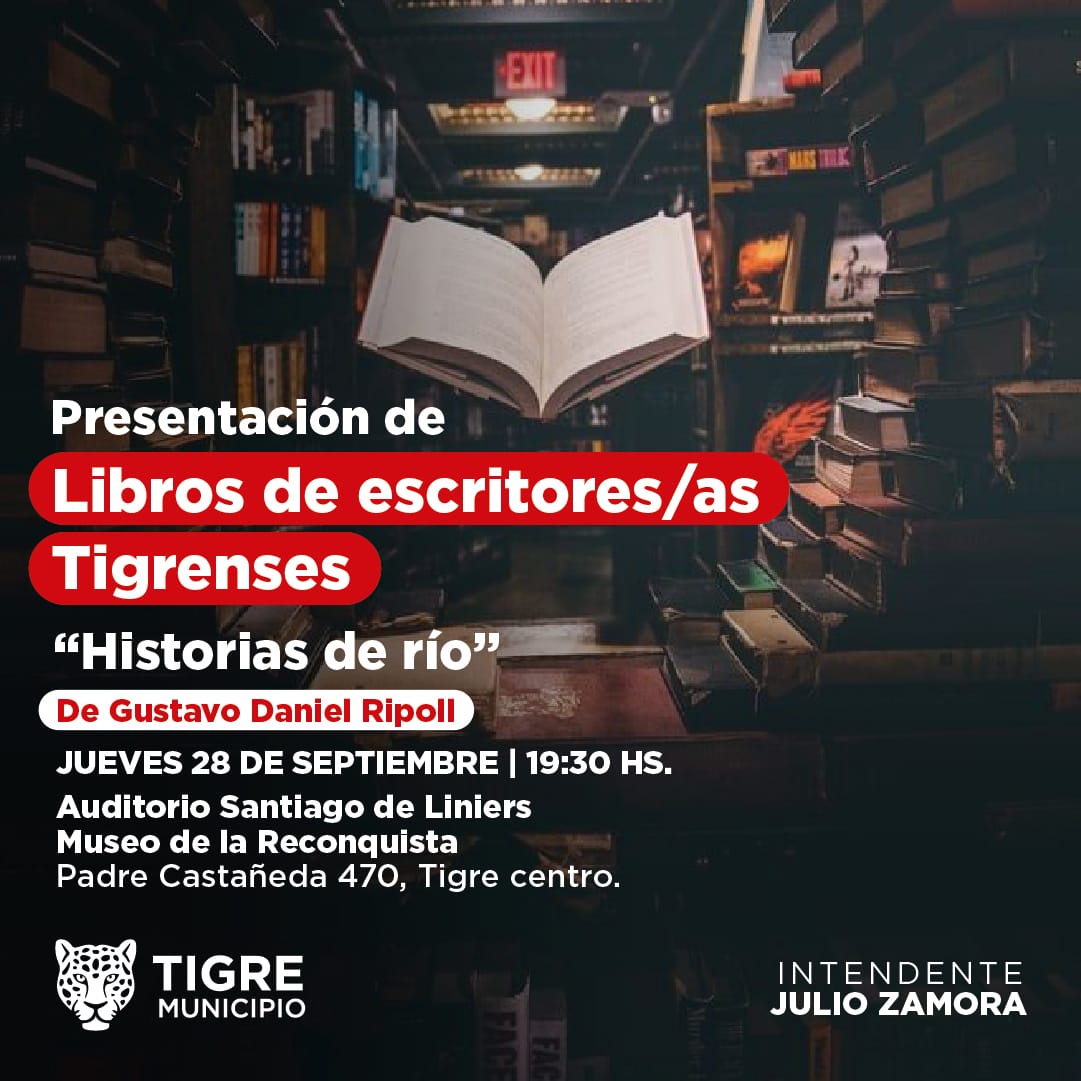 EXIT
MARS
Presentación de
Libros de escritores/as
Tigrenses
“Historias de río”
De Gustavo Daniel Ripoll
JUEVES 28 DE SEPTIEMBRE | 19:30 HS.
Auditorio Santiago de Liniers
Museo de la Reconquista
Padre Castañeda 470, Tigre centro.
TIGRE
MUNICIPIO
INTENDENTE
JULIO ZAMORA